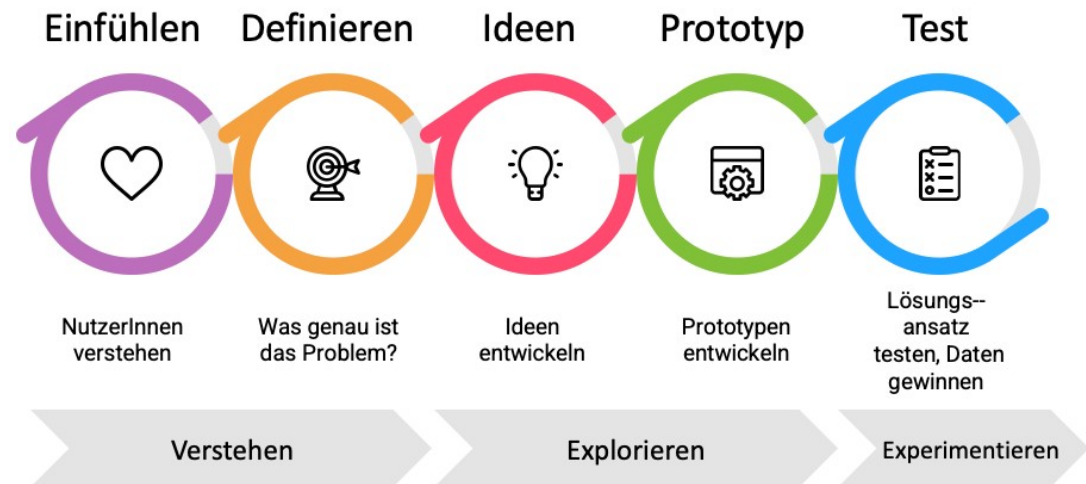 Einfühlen
Definieren
Ideen
Prototyp
Test
NutzerInnen
verstehen
Was genau ist
das Problem?
Ideen
entwickeln
Prototypen
entwickeln
Lösungs--
ansatz
testen, Daten
gewinnen
Verstehen
Explorieren
Experimentieren